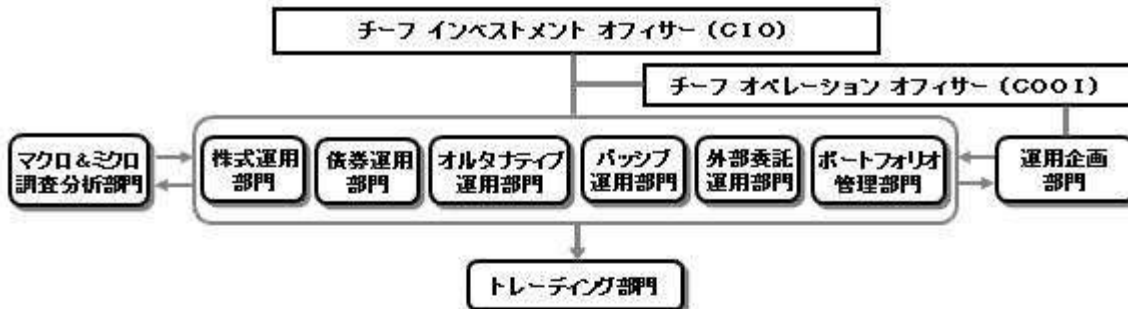 チーフ インベストメント オフィサー (CIO)
チーフ オペレーション オフィサー (COOI)
マクロ&ミクロ
調査分析部門
株式運用
部門
債券運用
部門
オルタナティブ
運用部門
パッシブ
運用部門
外部委託
運用部門
ポートフォリオ
管理部門
運用企画
部門
トレーディング部門